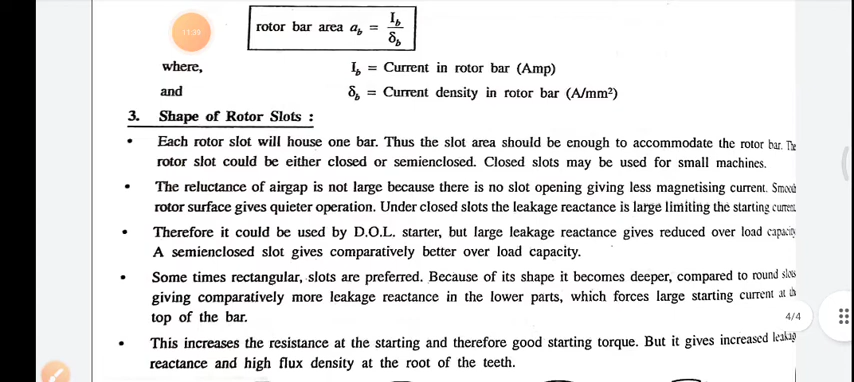 11:33
rotor bar area a_b = I_b / δ_b
where, I_b = Current in rotor bar (Amp)
and δ_b = Current density in rotor bar (A/mm²)
3. Shape of Rotor Slots :
• Each rotor slot will house one bar. Thus the slot area should be enough to accommodate the rotor bar. The
rotor slot could be either closed or semienclosed. Closed slots may be used for small machines.
• The reluctance of airgap is not large because there is no slot opening giving less magnetising current. Smooth
rotor surface gives quieter operation. Under closed slots the leakage reactance is large limiting the starting current.
• Therefore it could be used by D.O.L. starter, but large leakage reactance gives reduced over load capacity.
A semienclosed slot gives comparatively better over load capacity.
• Some times rectangular, slots are preferred. Because of its shape it becomes deeper, compared to round slots
giving comparatively more leakage reactance in the lower parts, which forces large starting current at the
top of the bar.
4/4
• This increases the resistance at the starting and therefore good starting torque. But it gives increased leakage
reactance and high flux density at the root of the teeth.